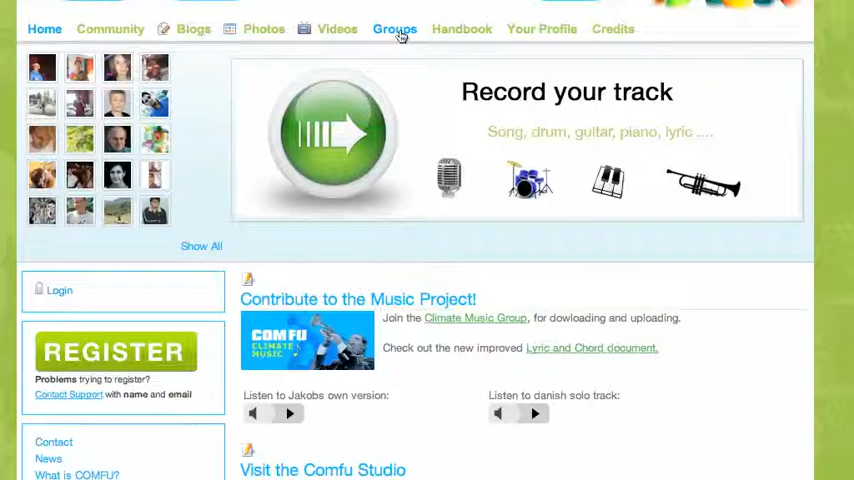 Home Community Blogs Photos Videos Groups Handbook Your Profile Credits
Record your track
Song, drum, guitar, piano, lyric ....
Show All
Login
REGISTER
Problems trying to register?
Contact Support with name and email
Contact
News
What is COMFU?
Contribute to the Music Project!
COMFU
CLIMATE
MUSIC
Join the Climate Music Group, for dowloading and uploading.
Check out the new improved Lyric and Chord document.
Listen to Jakobs own version:
Listen to danish solo track:
Visit the Comfu Studio